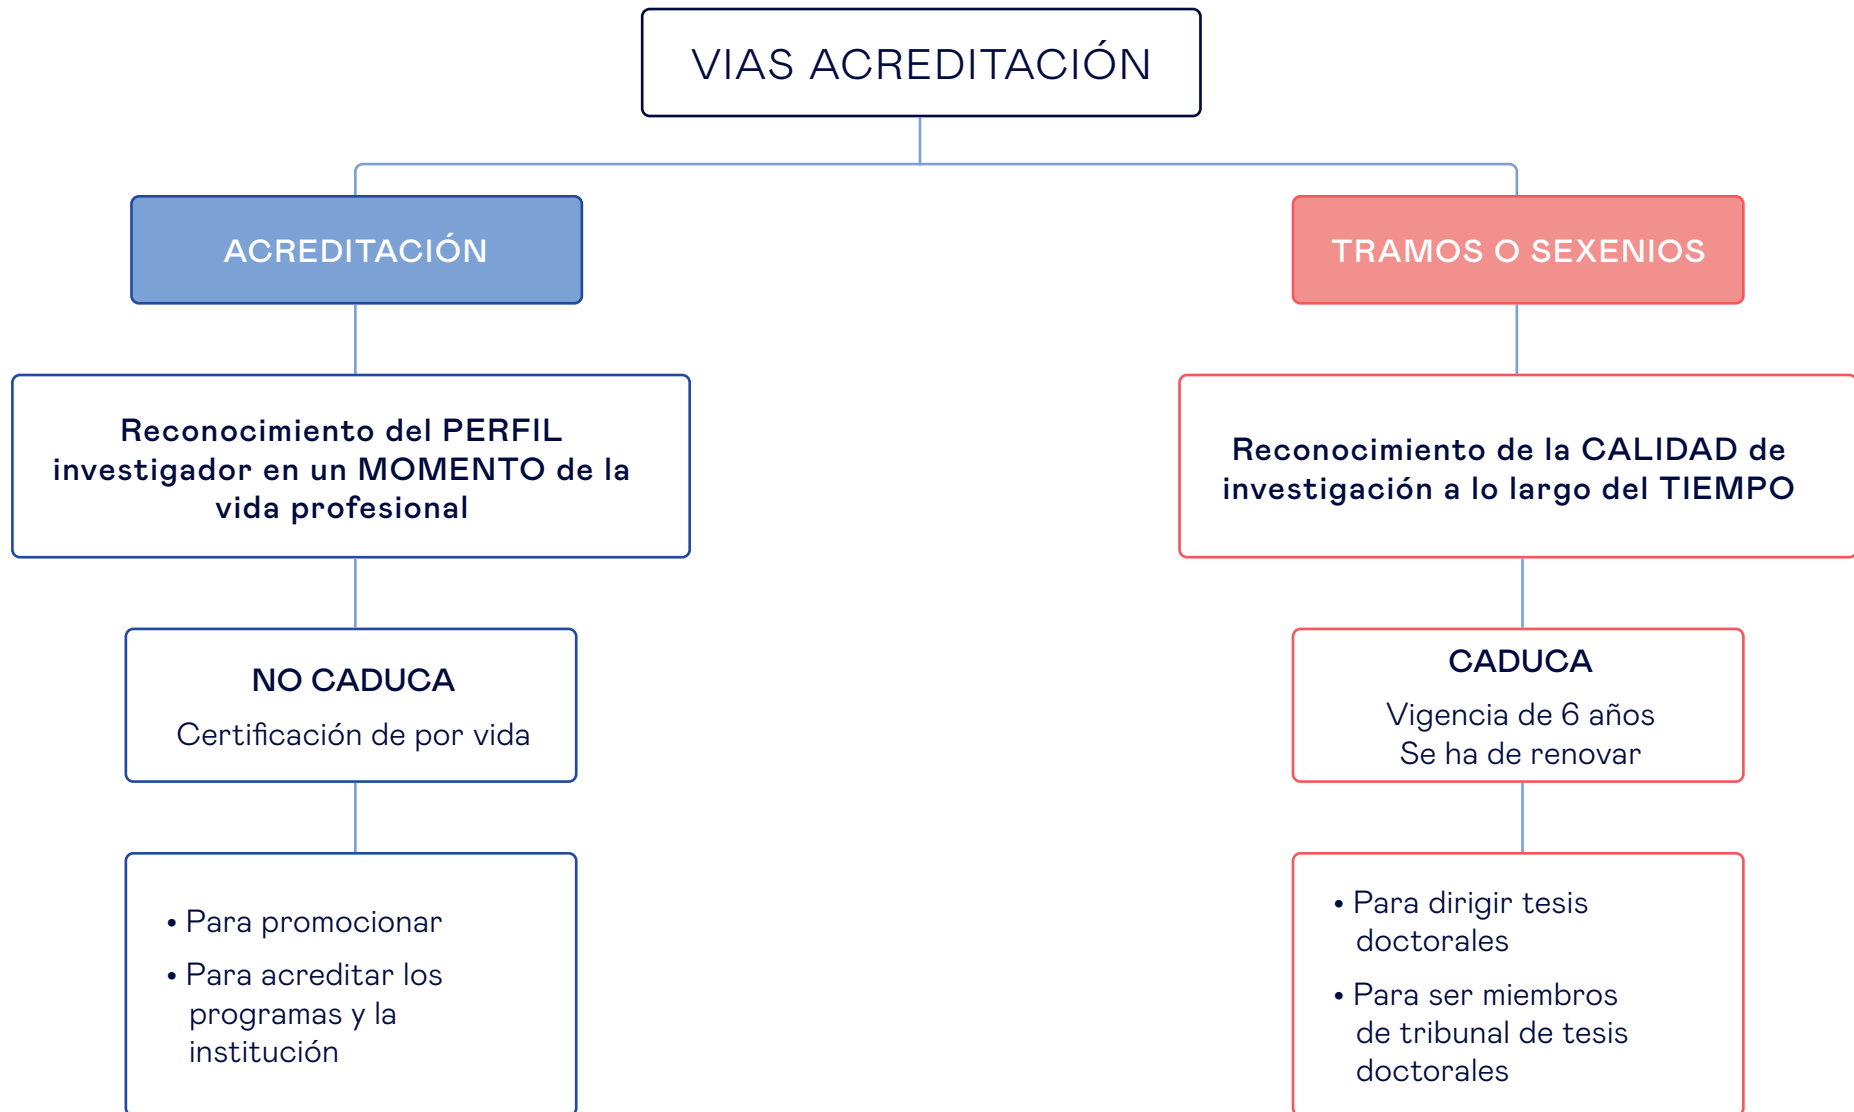 VIAS ACREDITACIÓN
ACREDITACIÓN
Reconocimiento del PERFIL
investigador en un MOMENTO de la
vida profesional
NO CADUCA
Certificación de por vida
• Para promocionar
• Para acreditar los
programas y la
institución
TRAMOS O SEXENIOS
Reconocimiento de la CALIDAD de
investigación a lo largo del TIEMPO
CADUCA
Vigencia de 6 años
Se ha de renovar
• Para dirigir tesis
doctorales
• Para ser miembros
de tribunal de tesis
doctorales